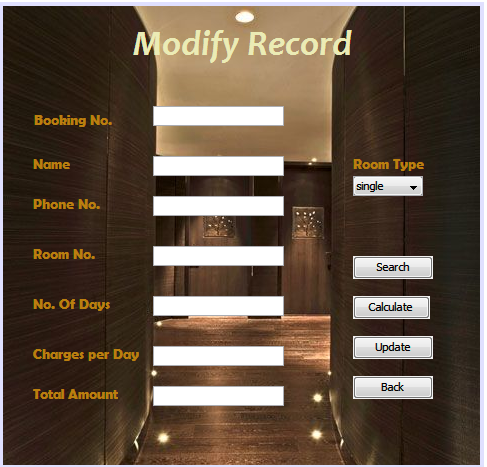 Modify Record
Booking No.
Name
Room Type
single
Phone No.
Room No.
Search
No. Of Days
Calculate
Charges per Day
Update
Total Amount
Back